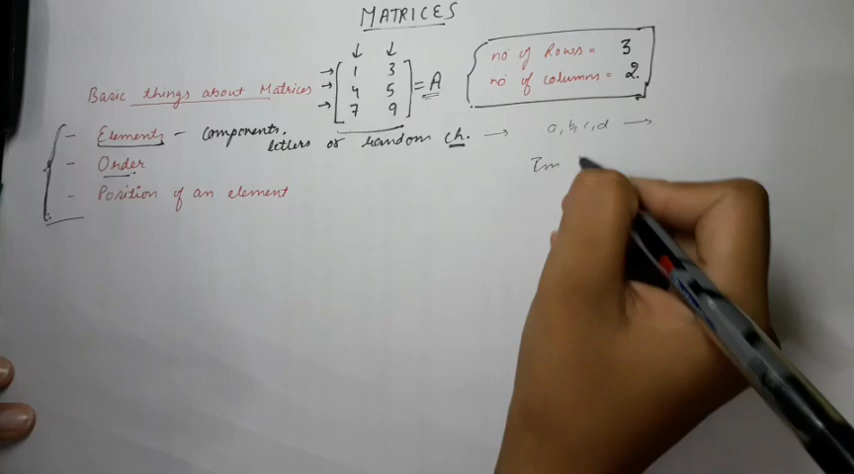 MATRICES
no of Rows = 3
no of columns = 2
Basic things about Matrices [ 1 3
4 5 = A
7 9 ]
- Elements - components.
letters or random ch. → a, b, c, d →
- Order
- Position of an element
Im